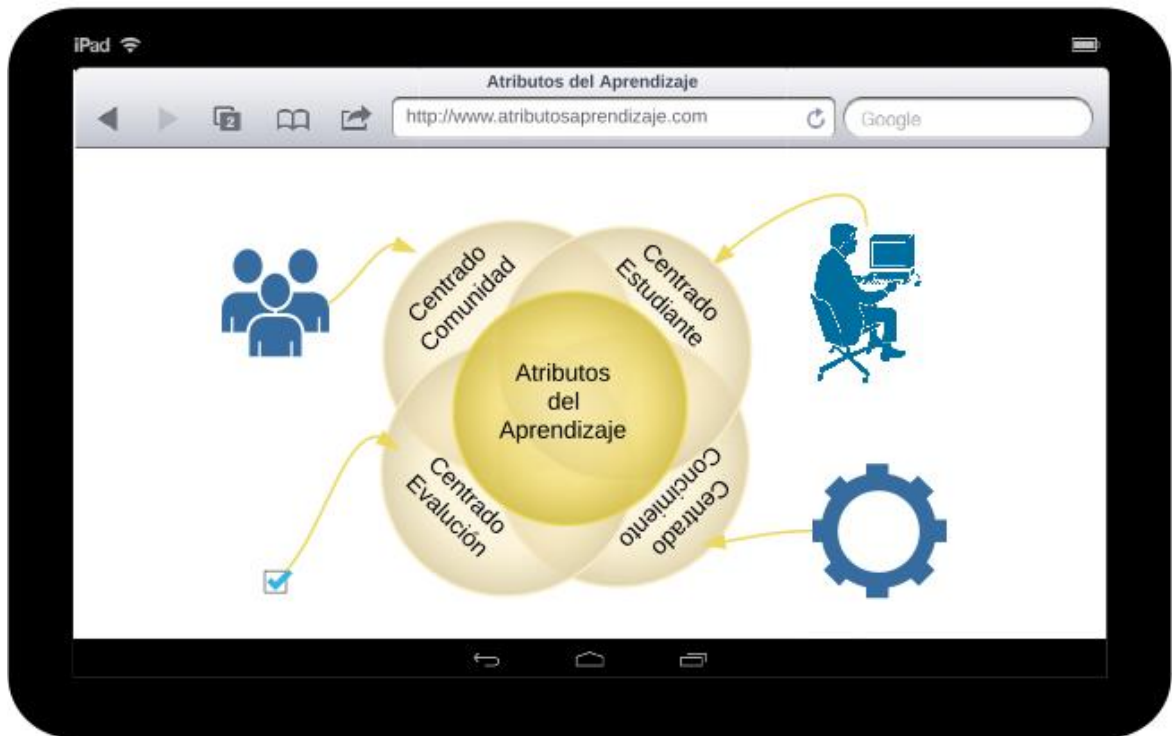 iPad
Atributos del Aprendizaje
2
http://www.atributosaprendizaje.com
Google
Centrado
Comunidad
Centrado
Estudiante
Atributos
del
Aprendizaje
Centrado
Evalución
Centrado
Concimiento